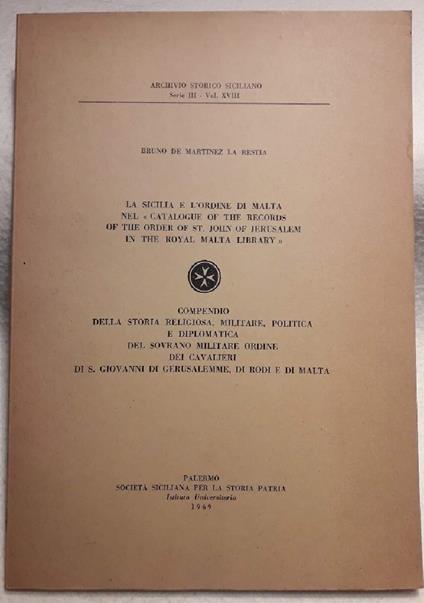 ARCHIVIO STORICO SICILIANO
Serie III - Vol. XVIII
BRUNO DE MARTINEZ LA RESTIA
LA SICILIA E L'ORDINE DI MALTA
NEL « CATALOGUE OF THE RECORDS
OF THE ORDER OF ST. JOHN OF JERUSALEM
IN THE ROYAL MALTA LIBRARY »
COMPENDIO
DELLA STORIA RELIGIOSA, MILITARE, POLITICA
E DIPLOMATICA
DEL SOVRANO MILITARE ORDINE
DEI CAVALIERI
DI S. GIOVANNI DI GERUSALEMME, DI RODI E DI MALTA
PALERMO
SOCIETÀ SICILIANA PER LA STORIA PATRIA
Istituto Universitario
1969